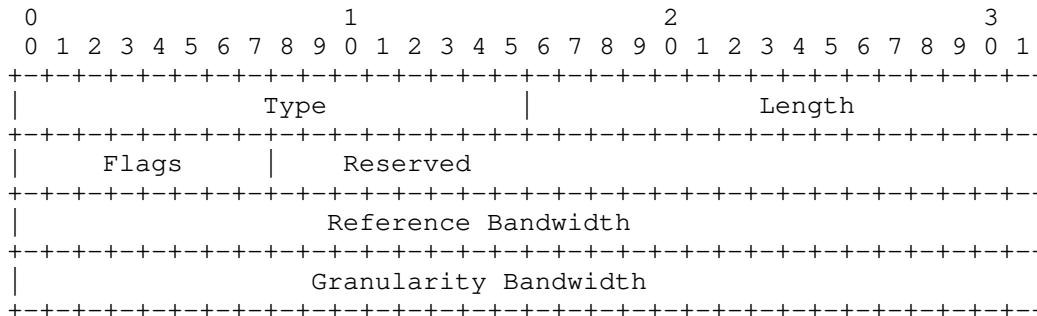 0                   1                   2                   3
 0 1 2 3 4 5 6 7 8 9 0 1 2 3 4 5 6 7 8 9 0 1 2 3 4 5 6 7 8 9 0 1
+-+-+-+-+-+-+-+-+-+-+-+-+-+-+-+-+-+-+-+-+-+-+-+-+-+-+-+-+-+-+-+-
|               Type            |              Length
+-+-+-+-+-+-+-+-+-+-+-+-+-+-+-+-+-+-+-+-+-+-+-+-+-+-+-+-+-+-+-+-
|     Flags     |    Reserved
+-+-+-+-+-+-+-+-+-+-+-+-+-+-+-+-+-+-+-+-+-+-+-+-+-+-+-+-+-+-+-+-
|                   Reference Bandwidth
+-+-+-+-+-+-+-+-+-+-+-+-+-+-+-+-+-+-+-+-+-+-+-+-+-+-+-+-+-+-+-+-
|                  Granularity Bandwidth
+-+-+-+-+-+-+-+-+-+-+-+-+-+-+-+-+-+-+-+-+-+-+-+-+-+-+-+-+-+-+-+-